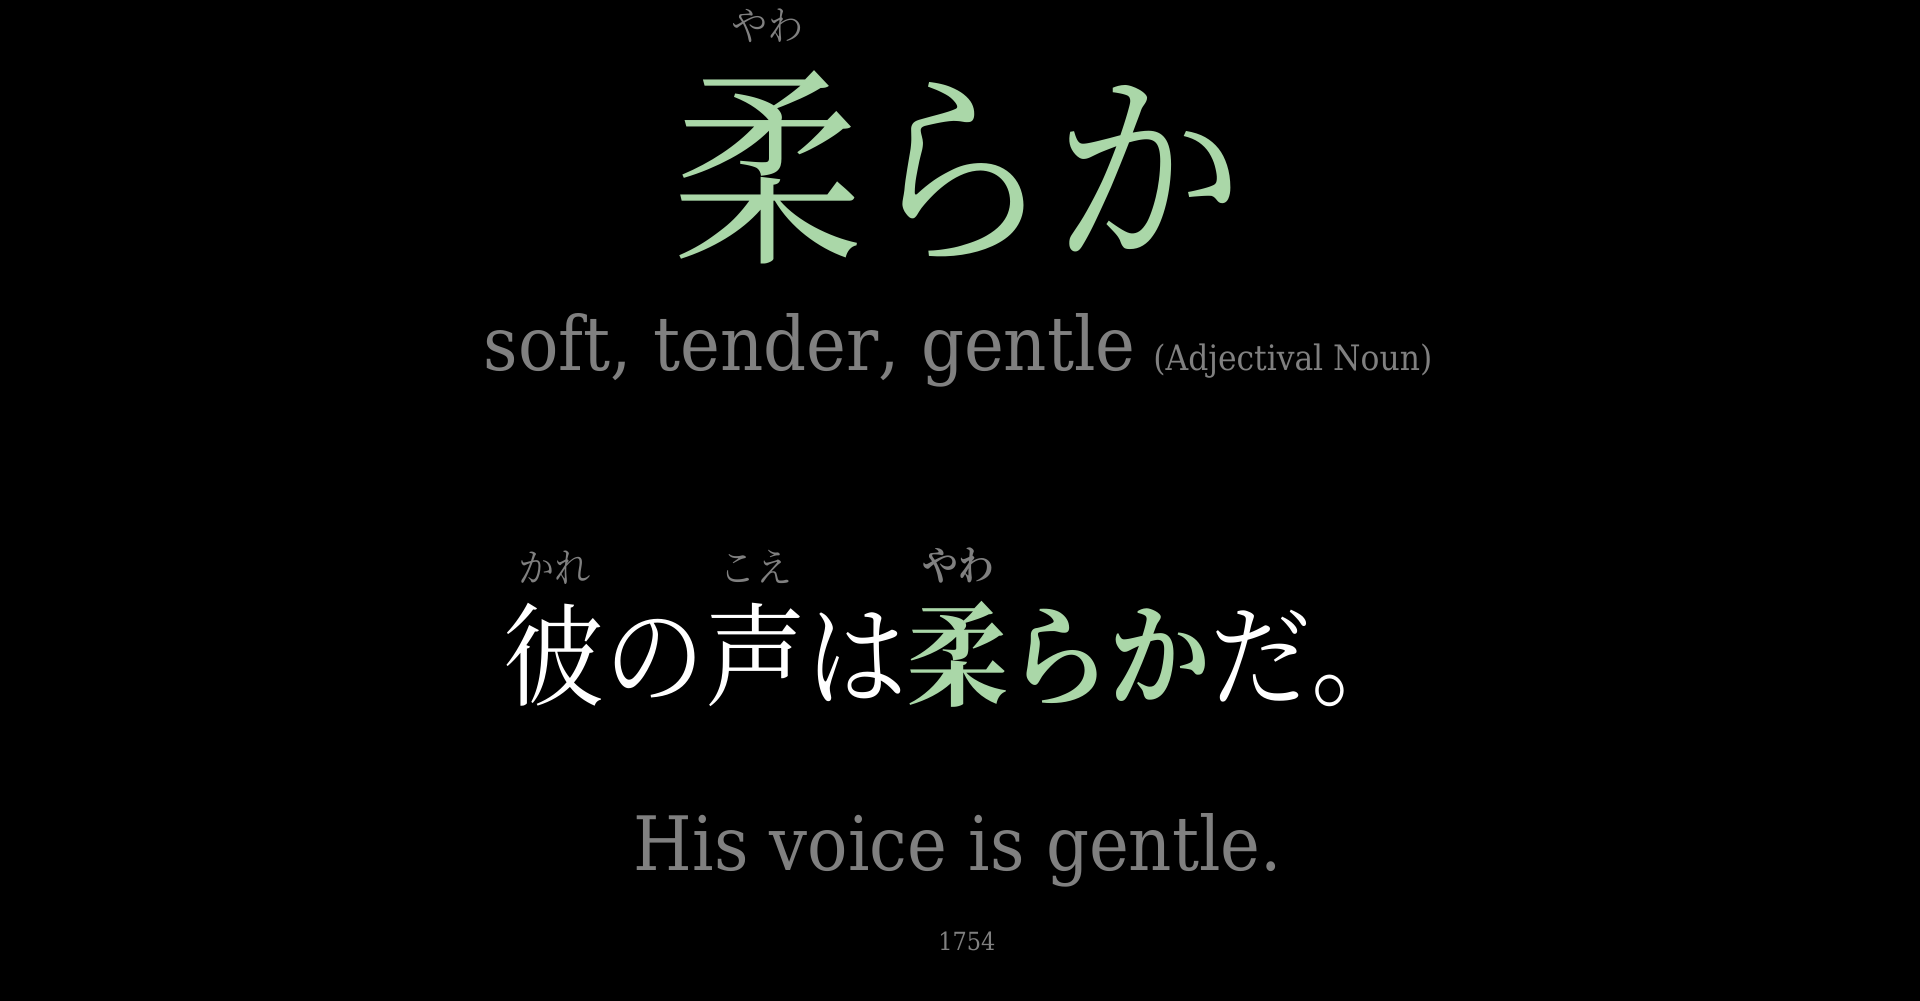 やわ
柔らか
soft, tender, gentle (Adjectival Noun)
かれ こえ やわ
彼の声は柔らかだ。
His voice is gentle.
1754